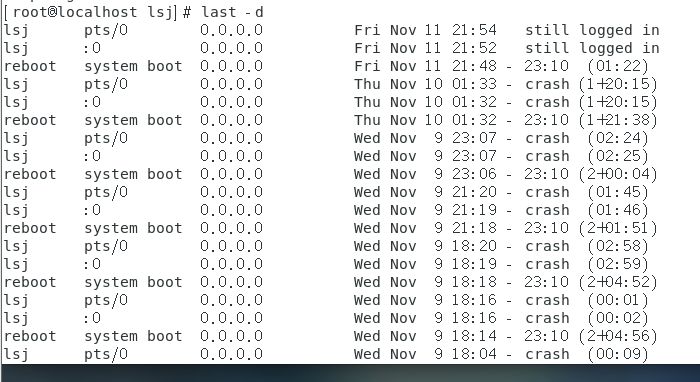 [root@localhost lsj]# last -d
lsj      pts/0        0.0.0.0          Fri Nov 11 21:54   still logged in
lsj      :0           0.0.0.0          Fri Nov 11 21:52   still logged in
reboot   system boot  0.0.0.0          Fri Nov 11 21:48 - 23:10  (01:22)
lsj      pts/0        0.0.0.0          Thu Nov 10 01:33 - crash (1+20:15)
lsj      :0           0.0.0.0          Thu Nov 10 01:32 - crash (1+20:15)
reboot   system boot  0.0.0.0          Thu Nov 10 01:32 - 23:10 (1+21:38)
lsj      pts/0        0.0.0.0          Wed Nov  9 23:07 - crash  (02:24)
lsj      :0           0.0.0.0          Wed Nov  9 23:07 - crash  (02:25)
reboot   system boot  0.0.0.0          Wed Nov  9 23:06 - 23:10 (2+00:04)
lsj      pts/0        0.0.0.0          Wed Nov  9 21:20 - crash  (01:45)
lsj      :0           0.0.0.0          Wed Nov  9 21:19 - crash  (01:46)
reboot   system boot  0.0.0.0          Wed Nov  9 21:18 - 23:10 (2+01:51)
lsj      pts/0        0.0.0.0          Wed Nov  9 18:20 - crash  (02:58)
lsj      :0           0.0.0.0          Wed Nov  9 18:19 - crash  (02:59)
reboot   system boot  0.0.0.0          Wed Nov  9 18:18 - 23:10 (2+04:52)
lsj      pts/0        0.0.0.0          Wed Nov  9 18:16 - crash  (00:01)
lsj      :0           0.0.0.0          Wed Nov  9 18:16 - crash  (00:02)
reboot   system boot  0.0.0.0          Wed Nov  9 18:14 - 23:10 (2+04:56)
lsj      pts/0        0.0.0.0          Wed Nov  9 18:04 - crash  (00:09)